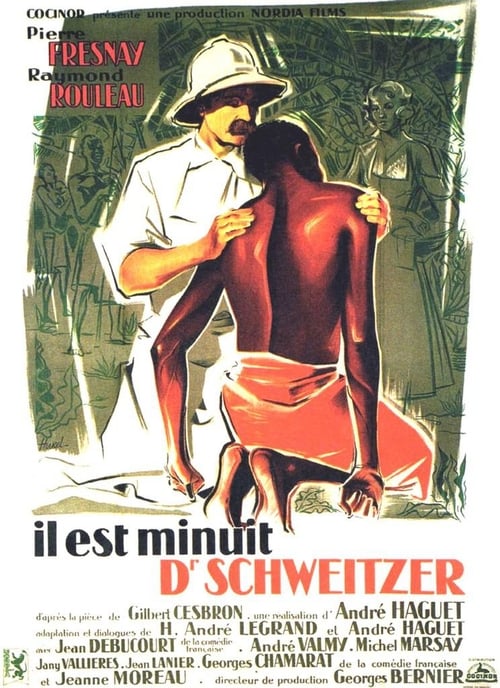 COCINOR présente une production NORDIA FILMS
Pierre
FRESNAY
Raymond
ROULEAU
il est minuit
Dr SCHWEITZER
d'après la pièce de Gilbert CESBRON . une réalisation d'André HAGUET
adaptation et dialogues de H. André LEGRAND et André HAGUET
avec Jean DEBUCOURT de la comédie française . André VALMY . Michel MARSAY
Jany VALLIERES . Jean LANIER . Georges CHAMARAT de la comédie française
et Jeanne MOREAU . directeur de production Georges BERNIER
DISTRIBUTION
COCINOR